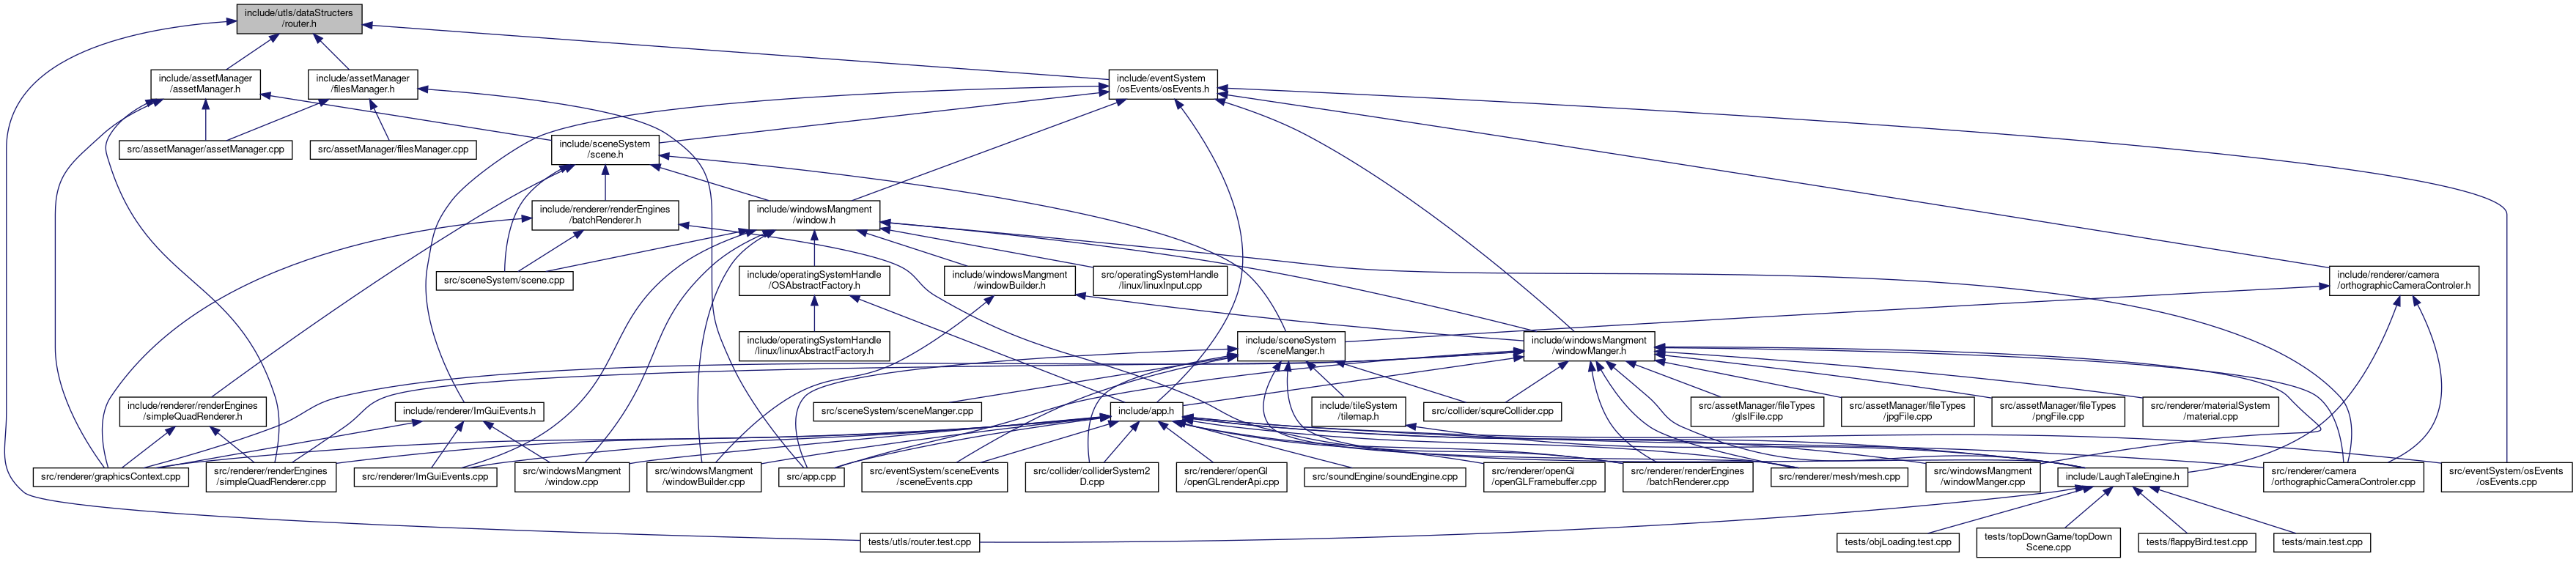 include/utls/dataStructers
/router.h
include/assetManager
/assetManager.h
include/assetManager
/filesManager.h
include/eventSystem
/osEvents/osEvents.h
src/assetManager/assetManager.cpp
src/assetManager/filesManager.cpp
include/sceneSystem
/scene.h
include/renderer/renderEngines
/batchRenderer.h
include/windowsMangment
/window.h
src/sceneSystem/scene.cpp
include/operatingSystemHandle
/OSAbstractFactory.h
include/windowsMangment
/windowBuilder.h
src/operatingSystemHandle
/linux/linuxInput.cpp
include/renderer/camera
/orthographicCameraControler.h
include/operatingSystemHandle
/linux/linuxAbstractFactory.h
include/sceneSystem
/sceneManger.h
include/windowsMangment
/windowManger.h
include/renderer/renderEngines
/simpleQuadRenderer.h
include/renderer/ImGuiEvents.h
src/sceneSystem/sceneManger.cpp
include/app.h
include/tileSystem
/tilemap.h
src/collider/squreCollider.cpp
src/assetManager/fileTypes
/glslFile.cpp
src/assetManager/fileTypes
/jpgFile.cpp
src/assetManager/fileTypes
/pngFile.cpp
src/renderer/materialSystem
/material.cpp
src/renderer/graphicsContext.cpp
src/renderer/renderEngines
/simpleQuadRenderer.cpp
src/renderer/ImGuiEvents.cpp
src/windowsMangment
/window.cpp
src/windowsMangment
/windowBuilder.cpp
src/app.cpp
src/eventSystem/sceneEvents
/sceneEvents.cpp
src/collider/colliderSystem2
D.cpp
src/renderer/openGl
/openGLrenderApi.cpp
src/soundEngine/soundEngine.cpp
src/renderer/openGl
/openGLFramebuffer.cpp
src/renderer/renderEngines
/batchRenderer.cpp
src/renderer/mesh/mesh.cpp
src/windowsMangment
/windowManger.cpp
include/LaughTaleEngine.h
src/renderer/camera
/orthographicCameraControler.cpp
src/eventSystem/osEvents
/osEvents.cpp
tests/utls/router.test.cpp
tests/objLoading.test.cpp
tests/topDownGame/topDown
Scene.cpp
tests/flappyBird.test.cpp
tests/main.test.cpp